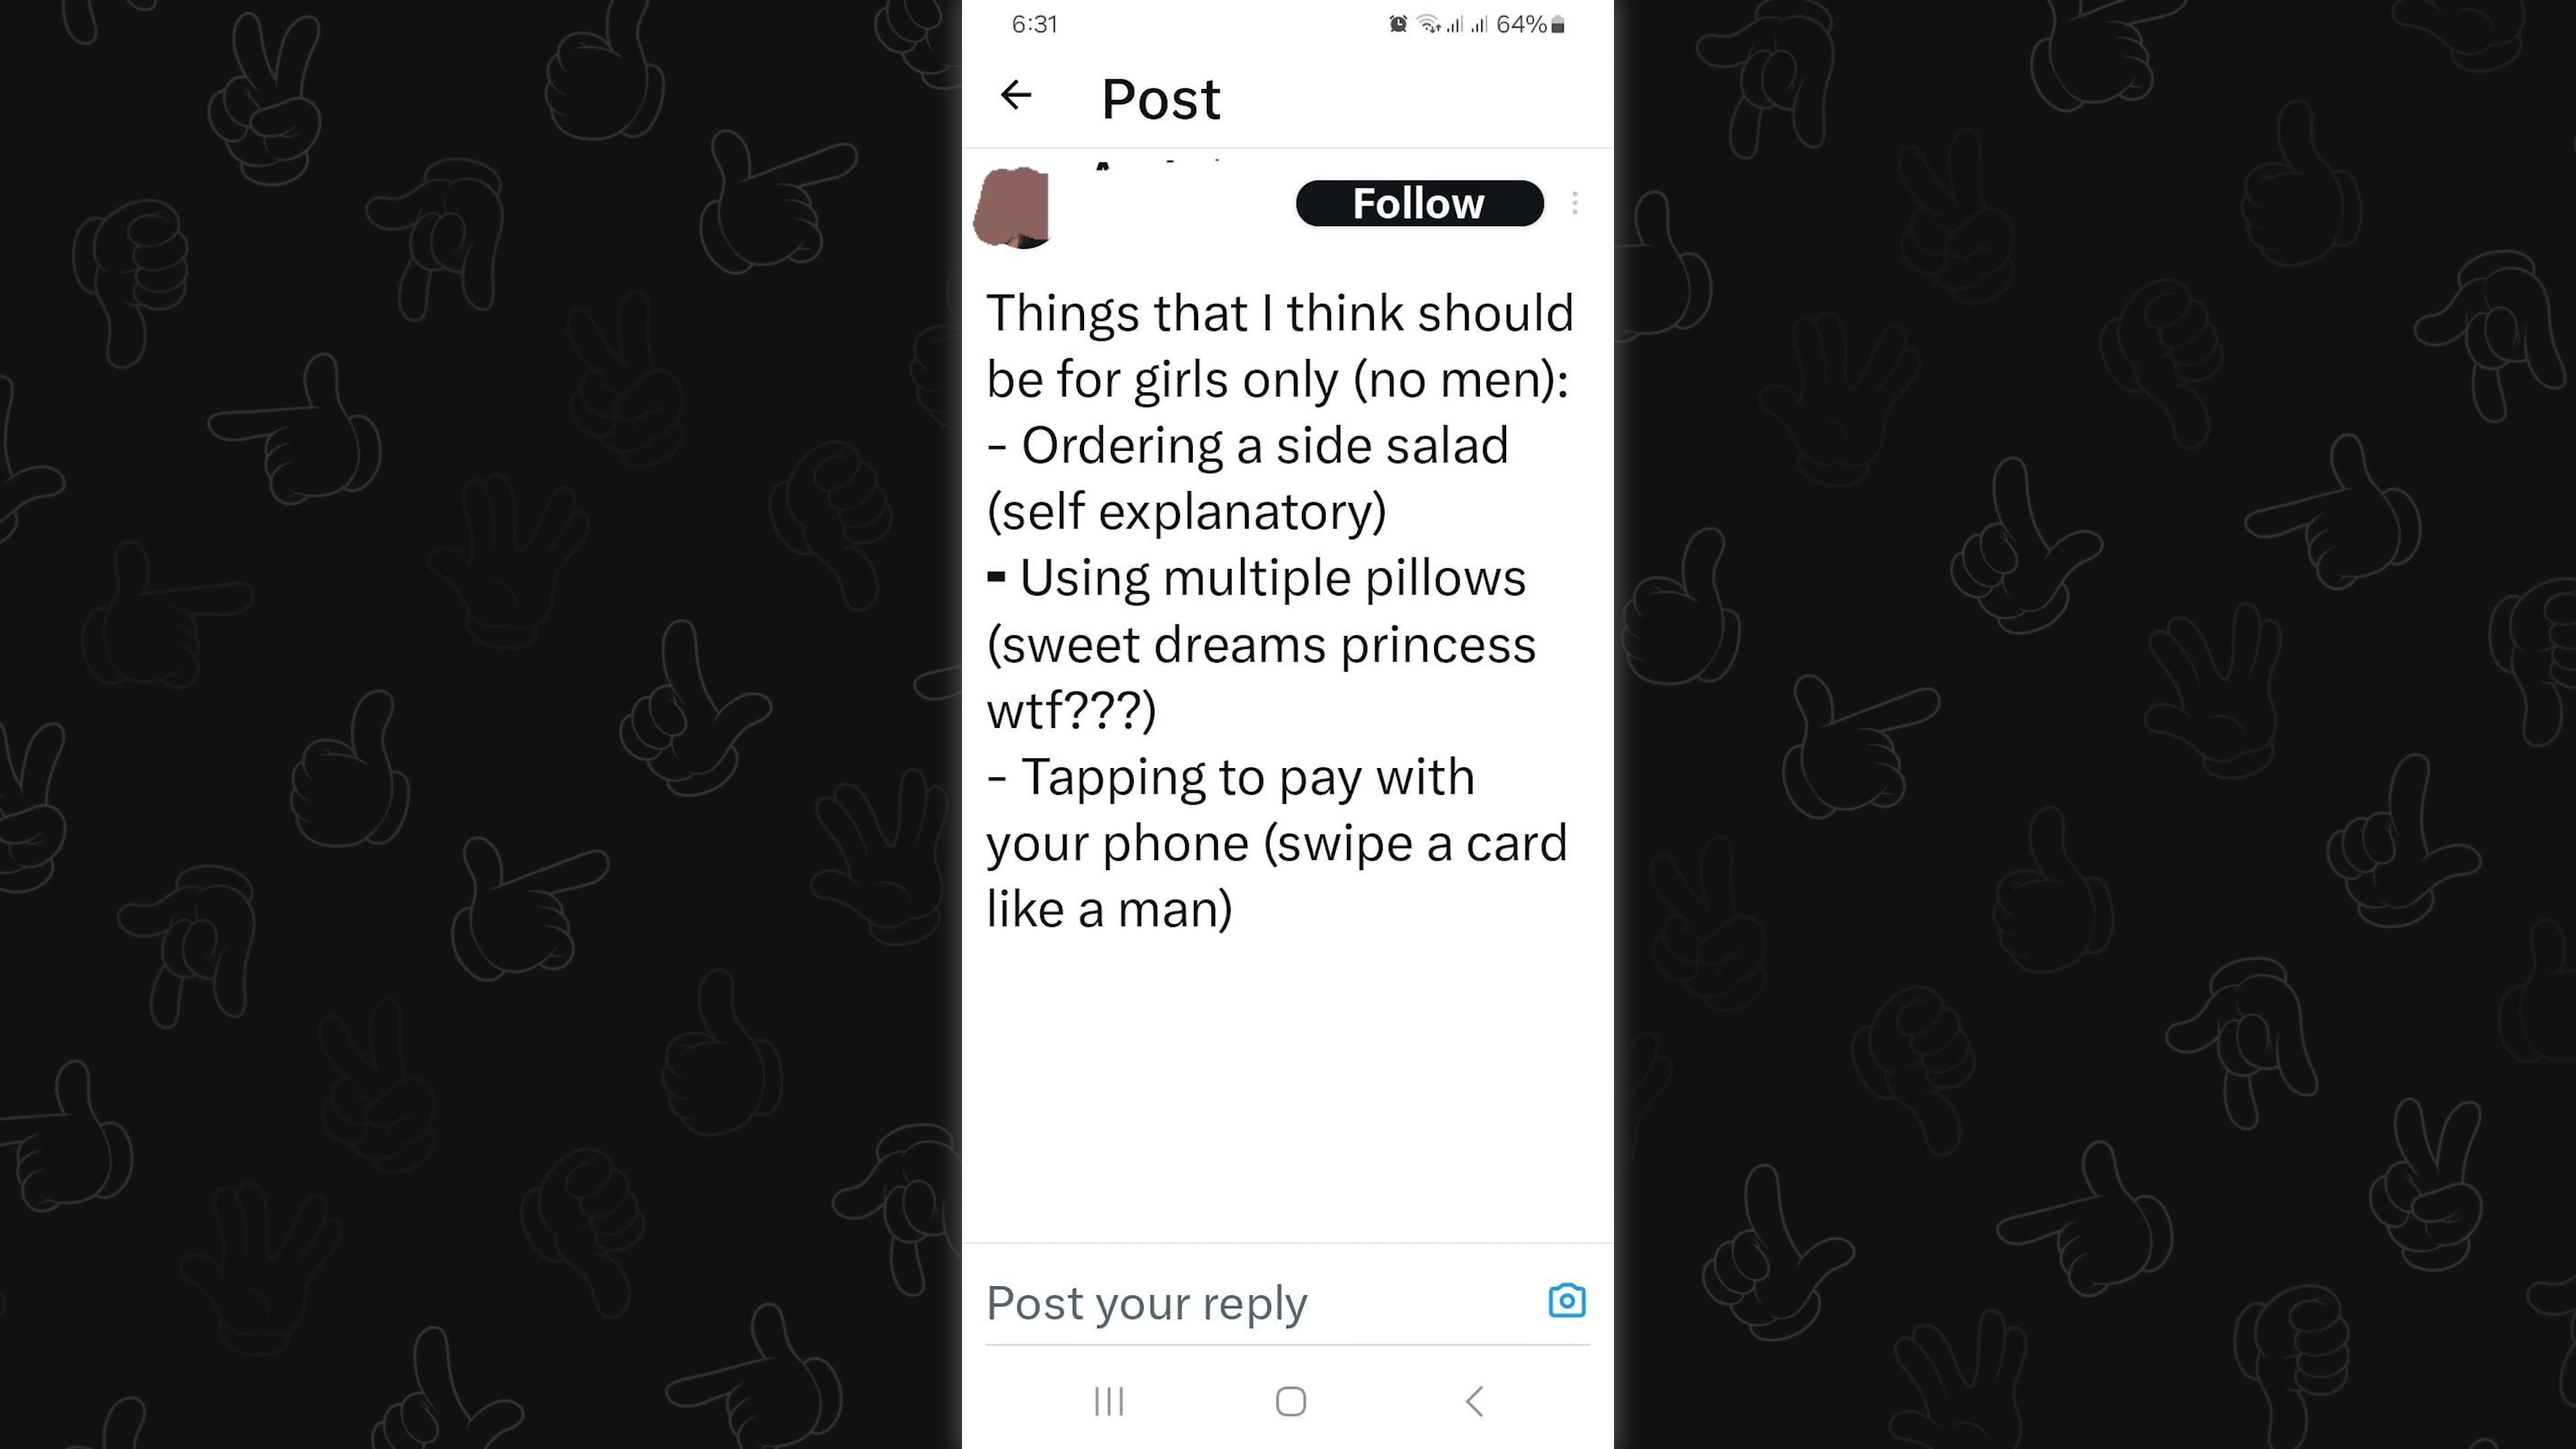 6:31
64%
Post
Follow
Things that I think should
be for girls only (no men):
- Ordering a side salad
(self explanatory)
- Using multiple pillows
(sweet dreams princess
wtf???)
- Tapping to pay with
your phone (swipe a card
like a man)
Post your reply